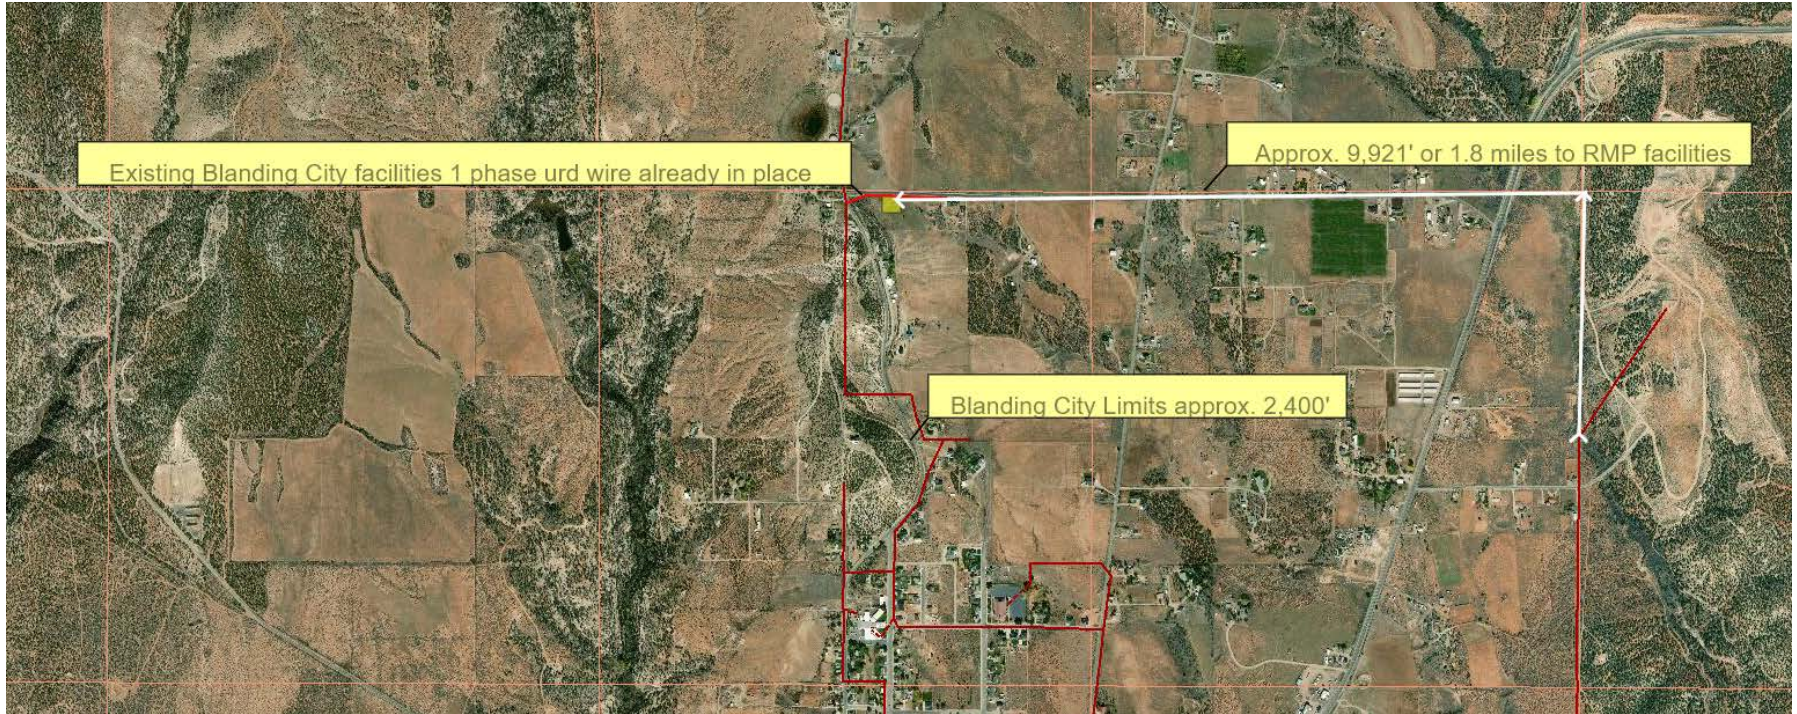 Existing Blanding City facilities 1 phase urd wire already in place
Approx. 9,921' or 1.8 miles to RMP facilities
Blanding City Limits approx. 2,400'